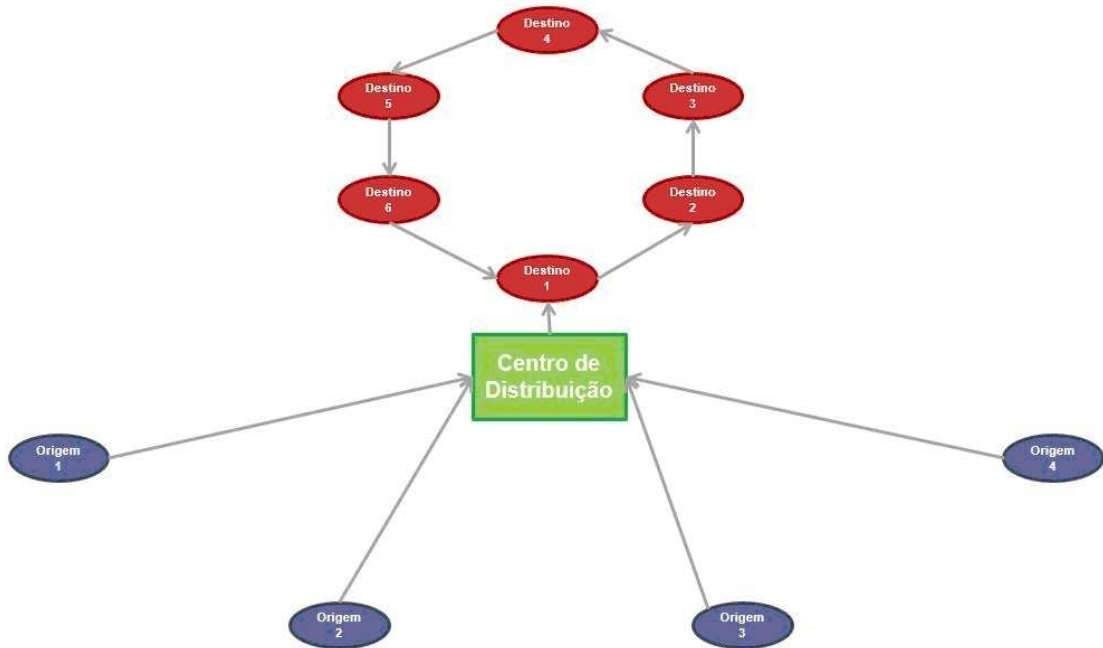 Destino
4
Destino
5
Destino
3
Destino
6
Destino
2
Destino
1
Centro de
Distribuição
Origem
1
Origem
4
Origem
2
Origem
3